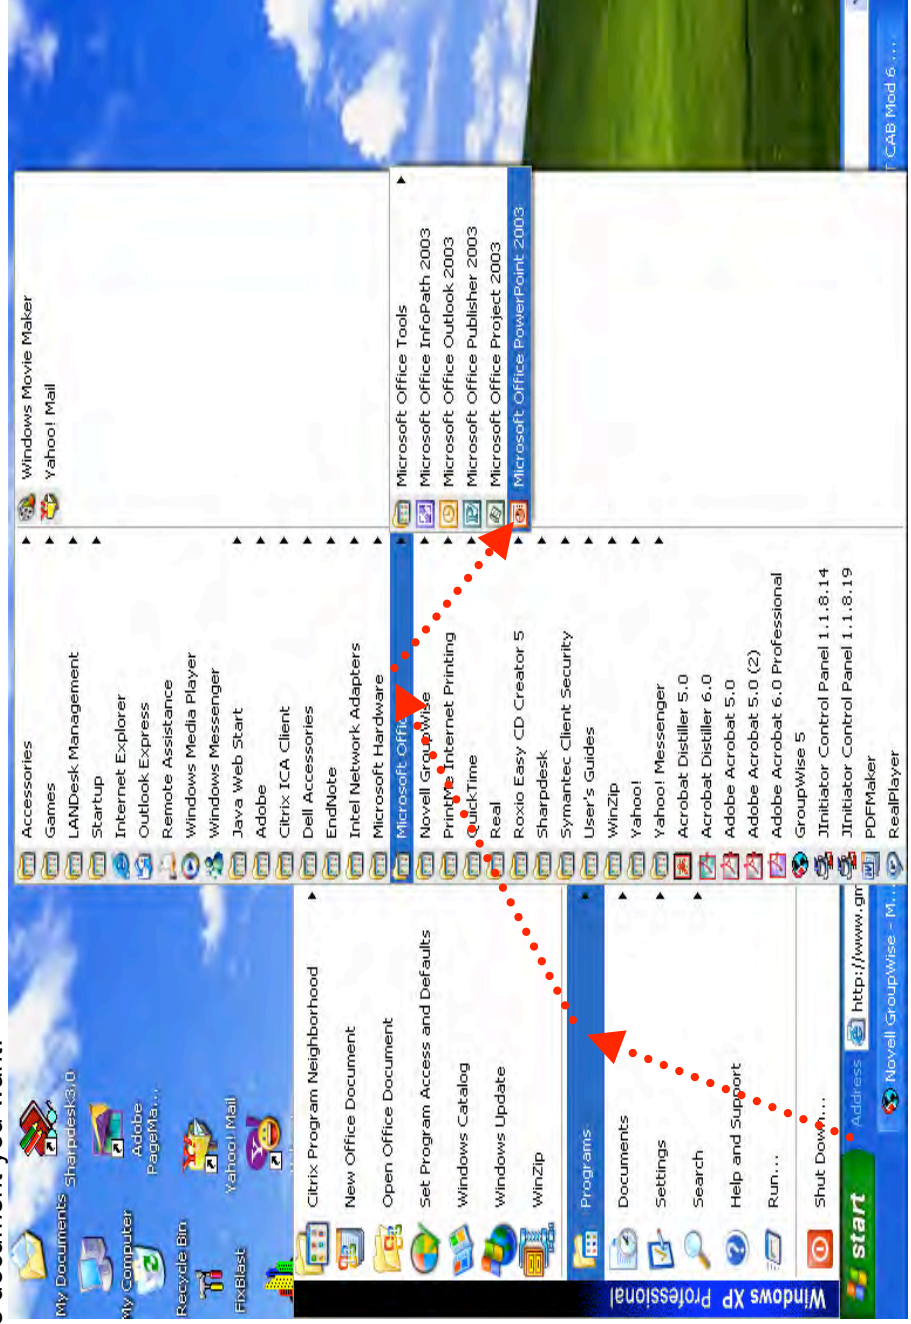 document you want.
My Documents
Sharpdesk3.0
My Computer
Adobe
PageMa...
Recycle Bin
Yahoo! Mail
FixBlast
Citrix Program Neighborhood
New Office Document
Open Office Document
Set Program Access and Defaults
Windows Catalog
Windows Update
WinZip
Programs
Documents
Settings
Search
Help and Support
Run...
Shut Down...
Windows XP Professional
Accessories
Games
LANDesk Management
Startup
Internet Explorer
Outlook Express
Remote Assistance
Windows Media Player
Windows Messenger
Java Web Start
Adobe
Citrix ICA Client
Dell Accessories
EndNote
Intel Network Adapters
Microsoft Hardware
Microsoft Offic
Novell GroupWise
PrintMe Internet Printing
QuickTime
Real
Roxio Easy CD Creator 5
Sharpdesk
Symantec Client Security
User's Guides
WinZip
Yahoo!
Yahoo! Messenger
Acrobat Distiller 5.0
Acrobat Distiller 6.0
Adobe Acrobat 5.0
Adobe Acrobat 5.0 (2)
Adobe Acrobat 6.0 Professional
GroupWise 5
JInitiator Control Panel 1.1.8.14
JInitiator Control Panel 1.1.8.19
PDFMaker
RealPlayer
Windows Movie Maker
Yahoo! Mail
Microsoft Office Tools
Microsoft Office InfoPath 2003
Microsoft Office Outlook 2003
Microsoft Office Publisher 2003
Microsoft Office Project 2003
Microsoft Office PowerPoint 2003
Address http://www.gm
start
Novell GroupWise - M...
T CAB Mod 6 ...